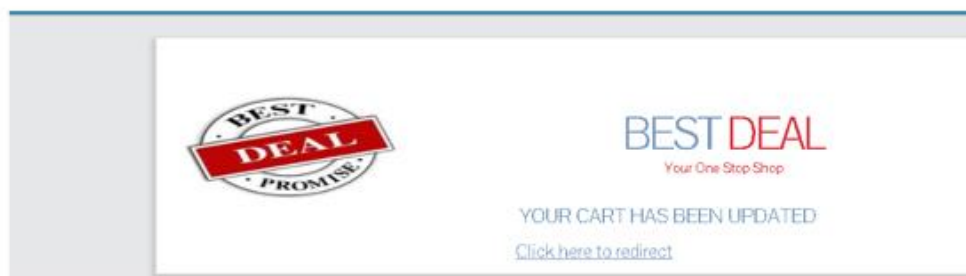 BEST
DEAL
PROMISE
BEST DEAL
Your One Stop Shop
YOUR CART HAS BEEN UPDATED
Click here to redirect